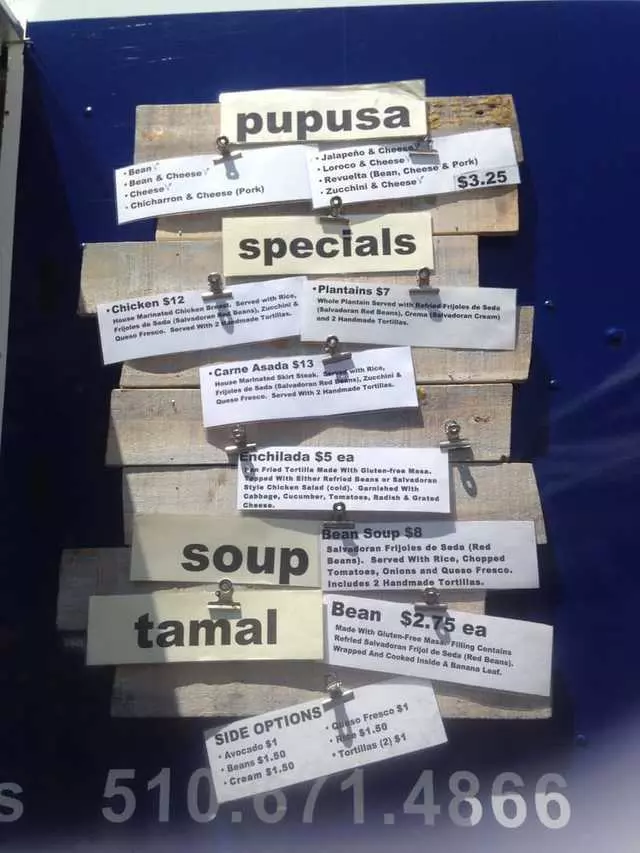 pupusa
• Bean
• Bean & Cheese
• Cheese
• Chicharron & Cheese (Pork)
• Jalapeño & Cheese
• Loroco & Cheese
• Revuelta (Bean, Cheese & Pork)
• Zucchini & Cheese
$3.25
specials
• Chicken $12
House Marinated Chicken Breast. Served with Rice,
Frijoles de Seda (Salvadoran Red Beans), Zucchini &
Queso Fresco. Served With 2 Handmade Tortillas.
• Plantains $7
Whole Plantain Served with Refried Frijoles de Seda
(Salvadoran Red Beans), Crema (Salvadoran Cream)
and 2 Handmade Tortillas.
• Carne Asada $13
House Marinated Skirt Steak. Served with Rice,
Frijoles de Seda (Salvadoran Red Beans), Zucchini &
Queso Fresco. Served With 2 Handmade Tortillas.
Enchilada $5 ea
Pan Fried Tortilla Made With Gluten-free Masa.
Topped With Either Refried Beans or Salvadoran
Style Chicken Salad (cold). Garnished With
Cabbage, Cucumber, Tomatoes, Radish & Grated
Cheese.
soup
Bean Soup $8
Salvadoran Frijoles de Seda (Red
Beans). Served With Rice, Chopped
Tomatoes, Onions and Queso Fresco.
Includes 2 Handmade Tortillas.
tamal
Bean $2.75 ea
Made With Gluten-Free Masa. Filling Contains
Refried Salvadoran Frijol de Seda (Red Beans).
Wrapped And Cooked Inside A Banana Leaf.
SIDE OPTIONS
• Avocado $1
• Beans $1.50
• Cream $1.50
• Queso Fresco $1
• Rice $1.50
• Tortillas (2) $1
s 510.671.4866